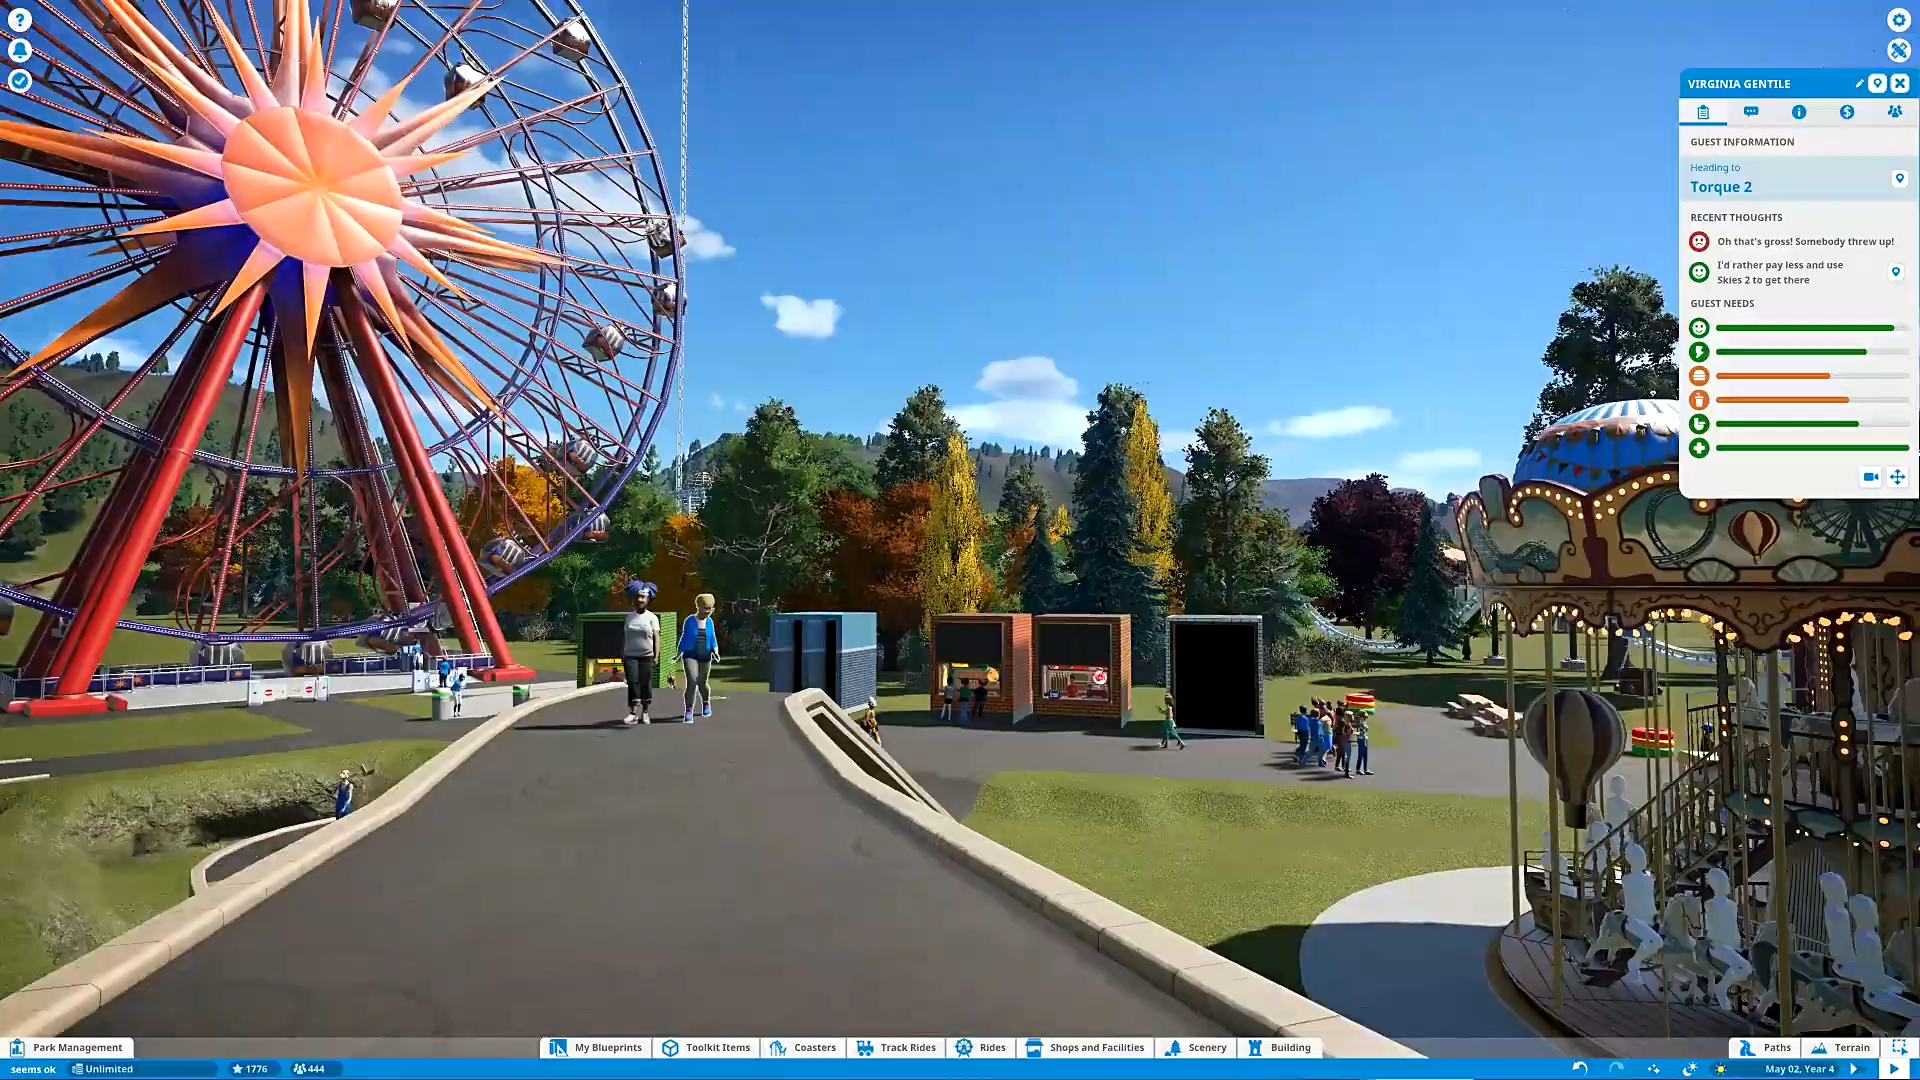 VIRGINIA GENTILE
GUEST INFORMATION
Heading to
Torque 2
RECENT THOUGHTS
Oh that's gross! Somebody threw up!
I'd rather pay less and use
Skies 2 to get there
GUEST NEEDS
Park Management
My Blueprints
Toolkit Items
Coasters
Track Rides
Rides
Shops and Facilities
Scenery
Building
Paths
Terrain
seems ok
Unlimited
1776
444
May 02, Year 4